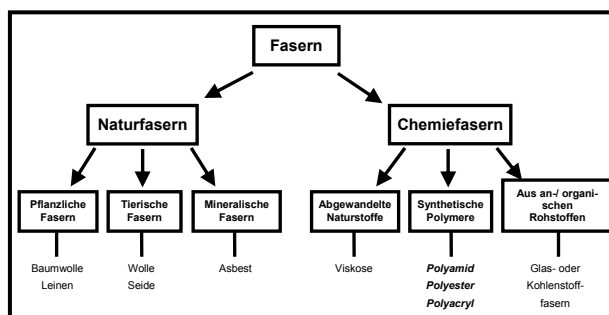 Fasern
Naturfasern
Chemiefasern
Pflanzliche
Fasern
Tierische
Fasern
Mineralische
Fasern
Abgewandelte
Naturstoffe
Synthetische
Polymere
Aus an-/ organi-
schen
Rohstoffen
Baumwolle
Leinen
Wolle
Seide
Asbest
Viskose
Polyamid
Polyester
Polyacryl
Glas- oder
Kohlenstoff-
fasern